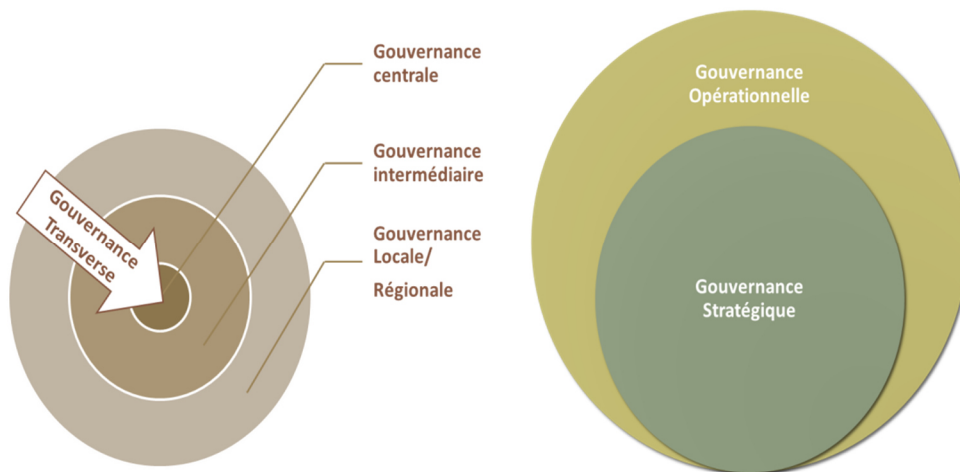 Gouvernance
centrale
Gouvernance
intermédiaire
Gouvernance
Locale/
Régionale
Gouvernance
Transverse
Gouvernance
Opérationnelle
Gouvernance
Stratégique